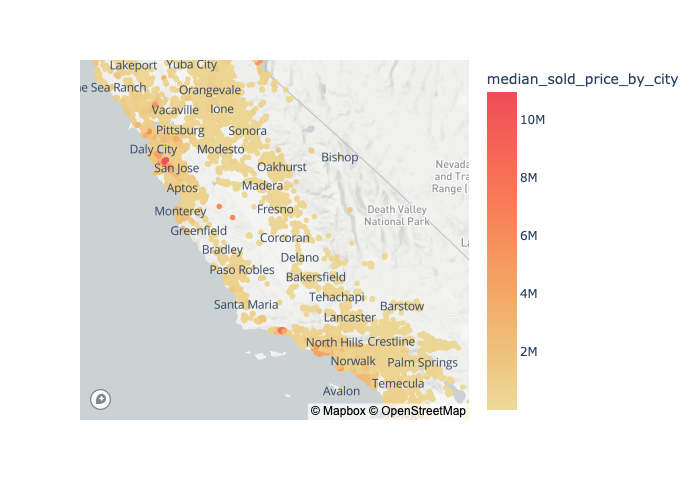 Lakeport
Yuba City
e Sea Ranch
Orangevale
Vacaville
Ione
Pittsburg
Sonora
Daly City
Modesto
Bishop
San Jose
Oakhurst
Nevada
and Tra
Range (
Aptos
Madera
Monterey
Fresno
Death Valley
National Park
Greenfield
Corcoran
L
Bradley
Delano
Paso Robles
Bakersfield
Tehachapi
Santa Maria
Barstow
Lancaster
North Hills
Crestline
Norwalk
Palm Springs
Avalon
Temecula
© Mapbox © OpenStreetMap
median_sold_price_by_city
10M
8M
6M
4M
2M